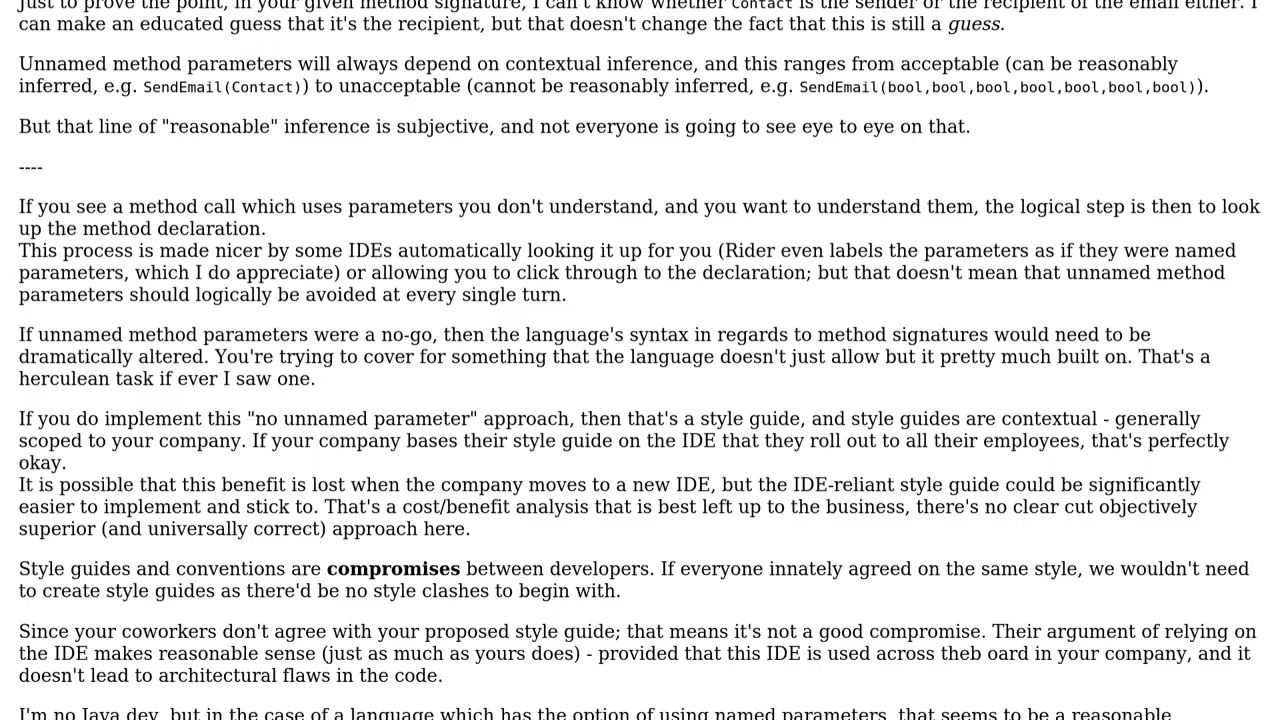 just to prove the point, in your given method signature, I can't know whether Contact is the sender or the recipient of the email either. I
can make an educated guess that it's the recipient, but that doesn't change the fact that this is still a guess.
Unnamed method parameters will always depend on contextual inference, and this ranges from acceptable (can be reasonably
inferred, e.g. SendEmail(Contact)) to unacceptable (cannot be reasonably inferred, e.g. SendEmail(bool,bool,bool,bool,bool,bool,bool)).
But that line of "reasonable" inference is subjective, and not everyone is going to see eye to eye on that.
----
If you see a method call which uses parameters you don't understand, and you want to understand them, the logical step is then to look
up the method declaration.
This process is made nicer by some IDEs automatically looking it up for you (Rider even labels the parameters as if they were named
parameters, which I do appreciate) or allowing you to click through to the declaration; but that doesn't mean that unnamed method
parameters should logically be avoided at every single turn.
If unnamed method parameters were a no-go, then the language's syntax in regards to method signatures would need to be
dramatically altered. You're trying to cover for something that the language doesn't just allow but it pretty much built on. That's a
herculean task if ever I saw one.
If you do implement this "no unnamed parameter" approach, then that's a style guide, and style guides are contextual - generally
scoped to your company. If your company bases their style guide on the IDE that they roll out to all their employees, that's perfectly
okay.
It is possible that this benefit is lost when the company moves to a new IDE, but the IDE-reliant style guide could be significantly
easier to implement and stick to. That's a cost/benefit analysis that is best left up to the business, there's no clear cut objectively
superior (and universally correct) approach here.
Style guides and conventions are compromises between developers. If everyone innately agreed on the same style, we wouldn't need
to create style guides as there'd be no style clashes to begin with.
Since your coworkers don't agree with your proposed style guide; that means it's not a good compromise. Their argument of relying on
the IDE makes reasonable sense (just as much as yours does) - provided that this IDE is used across theb oard in your company, and it
doesn't lead to architectural flaws in the code.
I'm no Java dev, but in the case of a language which has the option of using named parameters, that seems to be a reasonable